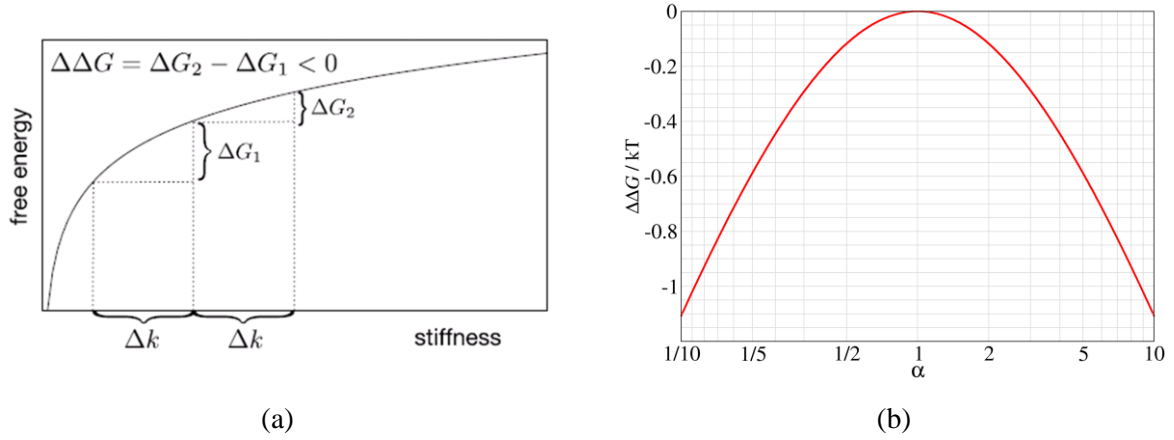 ΔΔG = ΔG₂ − ΔG₁ < 0
free energy
ΔG₁
ΔG₂
Δk
Δk
stiffness
(a)
0
-0.2
-0.4
-0.6
-0.8
-1
ΔΔG / kT
1/10
1/5
1/2
1
2
5
10
α
(b)